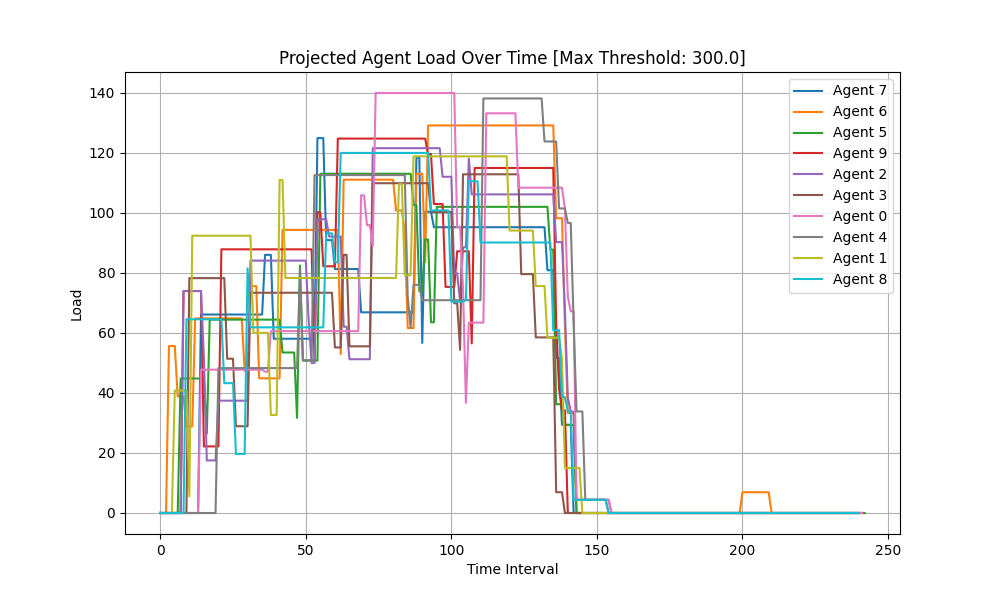 Projected Agent Load Over Time [Max Threshold: 300.0]
Load
140
120
100
80
60
40
20
0
0 50 100 150 200 250
Time Interval
Agent 7
Agent 6
Agent 5
Agent 9
Agent 2
Agent 3
Agent 0
Agent 4
Agent 1
Agent 8